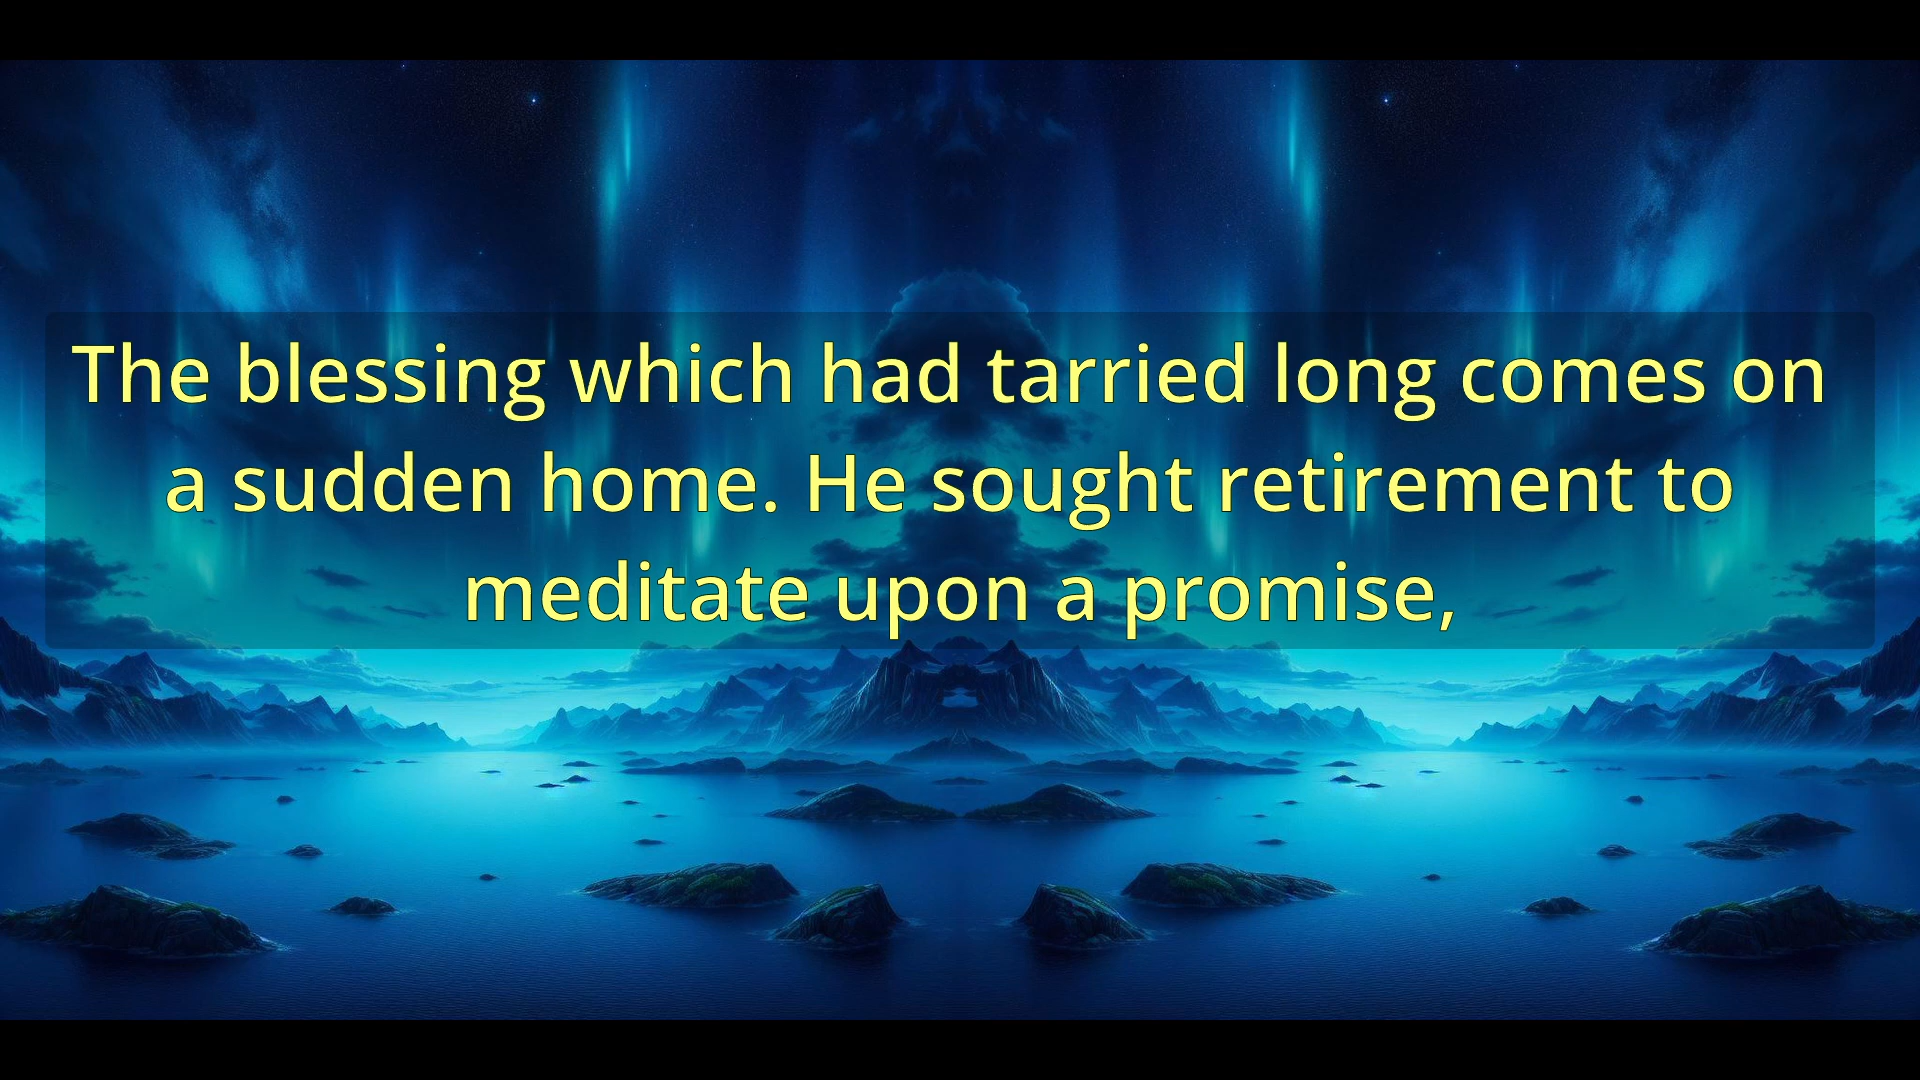 The blessing which had tarried long comes on
a sudden home. He sought retirement to
meditate upon a promise,